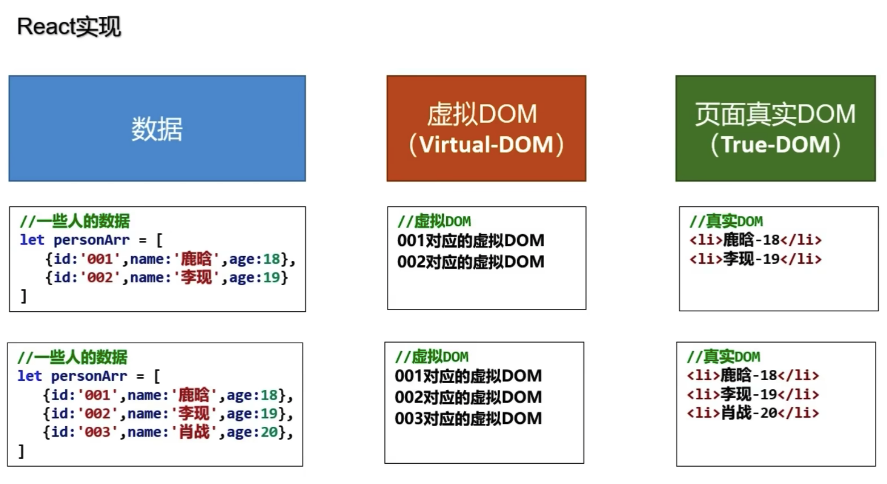 React实现
数据
虚拟DOM
（Virtual-DOM）
页面真实DOM
（True-DOM）
//一些人的数据
let personArr = [
{id:'001',name:'鹿晗',age:18},
{id:'002',name:'李现',age:19}
]
//虚拟DOM
001对应的虚拟DOM
002对应的虚拟DOM
//真实DOM
<li>鹿晗-18</li>
<li>李现-19</li>
//一些人的数据
let personArr = [
{id:'001',name:'鹿晗',age:18},
{id:'002',name:'李现',age:19},
{id:'003',name:'肖战',age:20},
]
//虚拟DOM
001对应的虚拟DOM
002对应的虚拟DOM
003对应的虚拟DOM
//真实DOM
<li>鹿晗-18</li>
<li>李现-19</li>
<li>肖战-20</li>